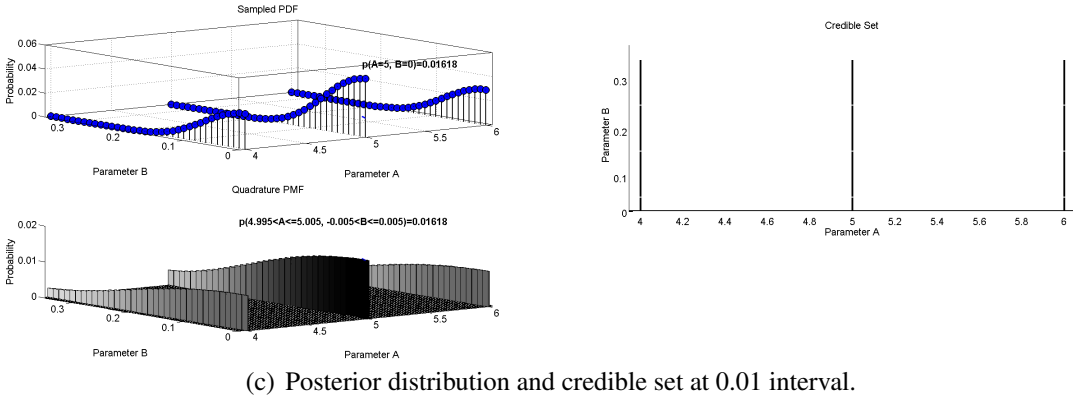 Sampled PDF
0.06
0.04
0.02
0
Probability
p(A=5, B=0)=0.01618
0.3
0.2
0.1
0
4
4.5
5
5.5
6
Parameter B
Parameter A
Quadrature PMF
p(4.995<A<=5.005, -0.005<B<=0.005)=0.01618
0.02
0.01
0
Probability
0.3
0.2
0.1
0
4
4.5
5
5.5
6
Parameter B
Parameter A
Credible Set
0.3
0.2
0.1
0
Parameter B
4
4.2
4.4
4.6
4.8
5
5.2
5.4
5.6
5.8
6
Parameter A
(c) Posterior distribution and credible set at 0.01 interval.